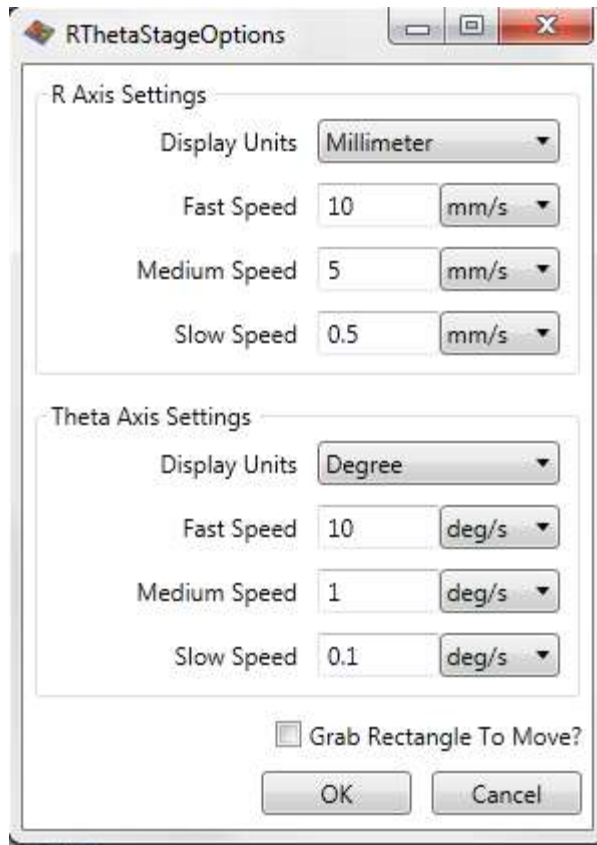 RThetaStageOptions
R Axis Settings
Display Units Millimeter
Fast Speed 10 mm/s
Medium Speed 5 mm/s
Slow Speed 0.5 mm/s
Theta Axis Settings
Display Units Degree
Fast Speed 10 deg/s
Medium Speed 1 deg/s
Slow Speed 0.1 deg/s
Grab Rectangle To Move?
OK Cancel